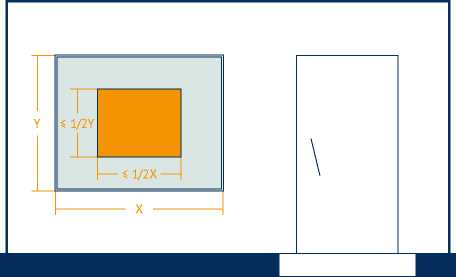 Y
≤ 1/2Y
≤ 1/2X
X